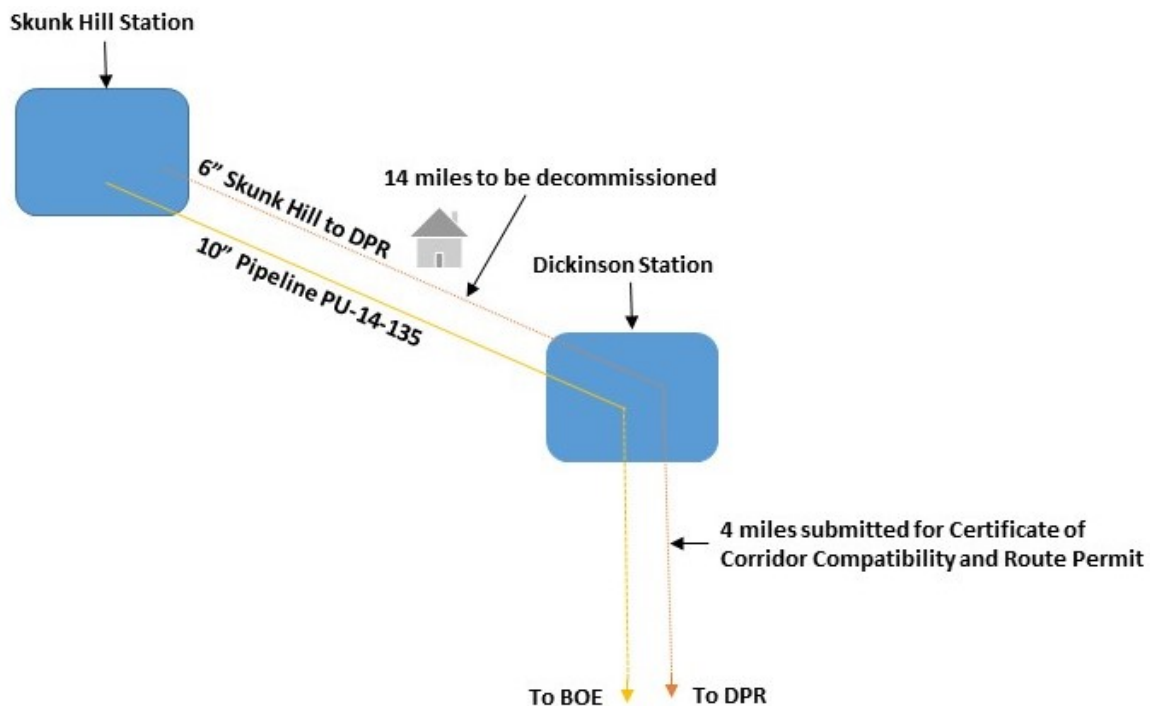 Skunk Hill Station
6” Skunk Hill to DPR
14 miles to be decommissioned
10” Pipeline PU-14-135
Dickinson Station
4 miles submitted for Certificate of
Corridor Compatibility and Route Permit
To BOE
To DPR